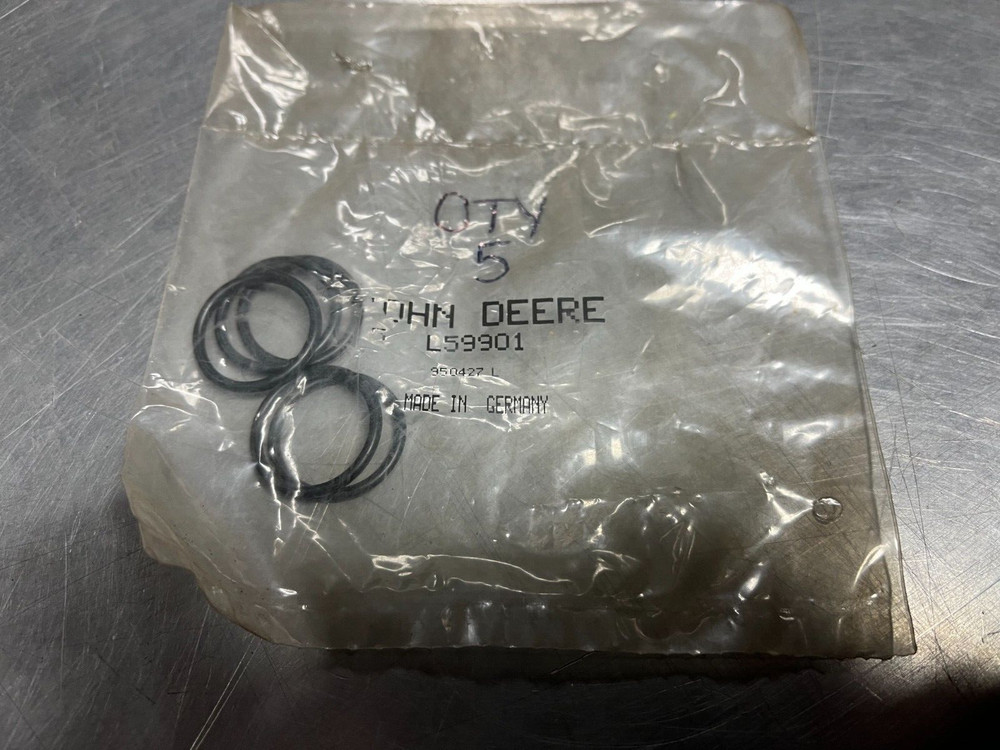 QTY
5
JOHN DEERE
L59901
950427 L
MADE IN GERMANY